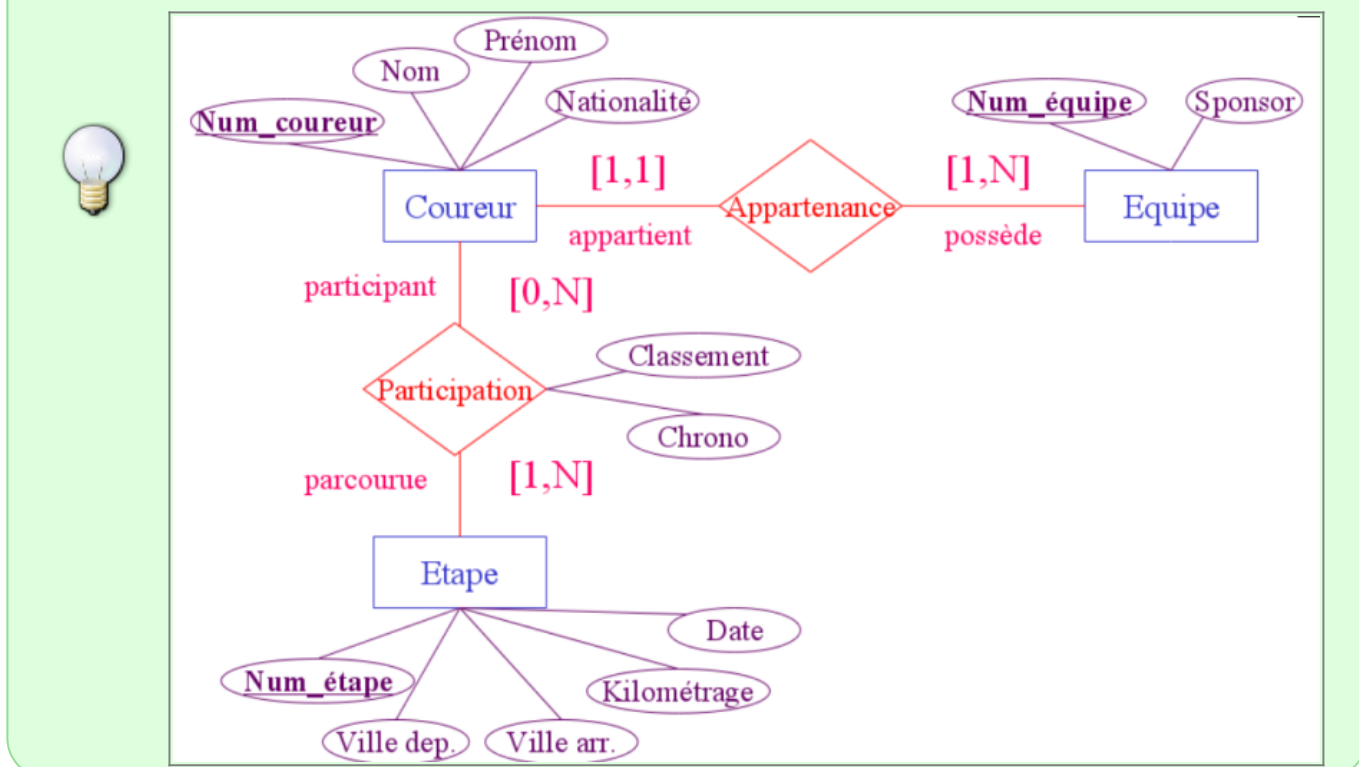 Prénom
Nom
Nationalité
Num_coureur
Num_équipe
Sponsor
[1,1]
[1,N]
Coureur
Appartenance
Equipe
appartient
possède
participant
[0,N]
Classement
Participation
Chrono
parcourue
[1,N]
Etape
Date
Num_étape
Kilométrage
Ville dep.
Ville arr.